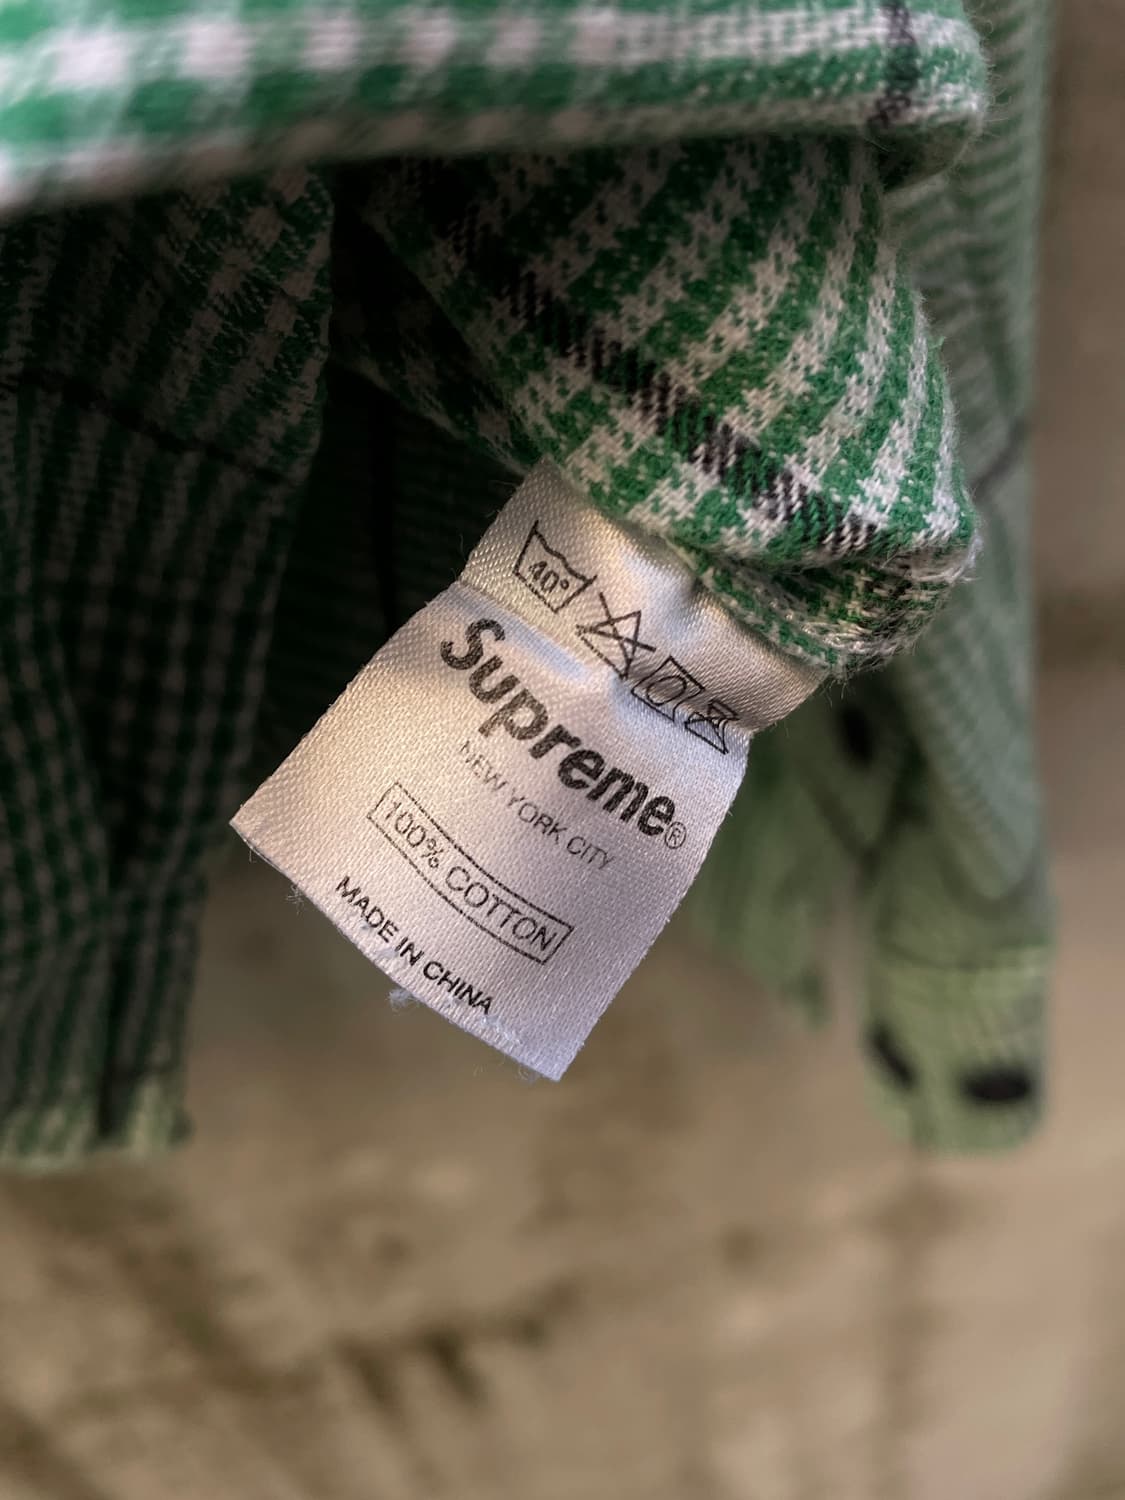 40°
Supreme®
NEW YORK CITY
100% COTTON
MADE IN CHINA